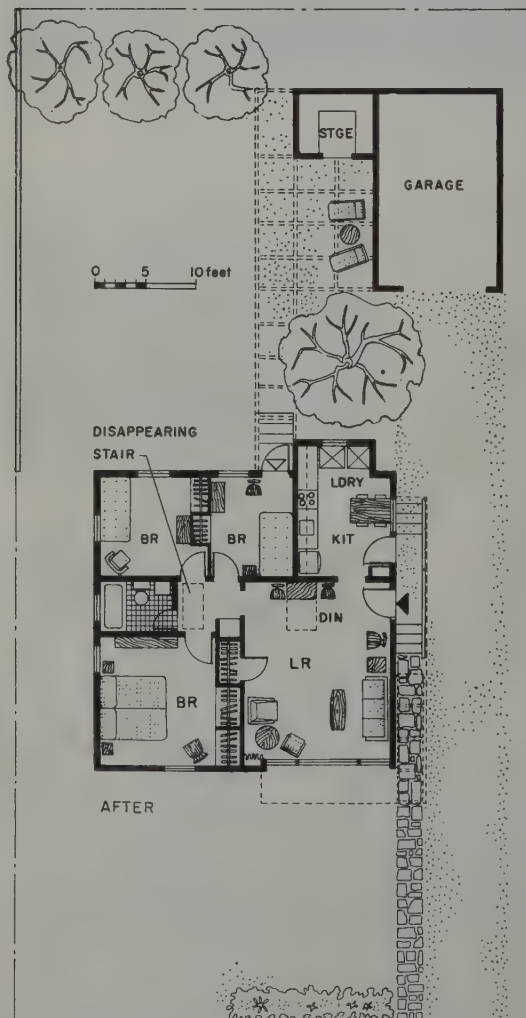 STGE
GARAGE
0 5 10 feet
DISAPPEARING
STAIR
LDRY
BR
BR
KIT
DIN
LR
BR
AFTER